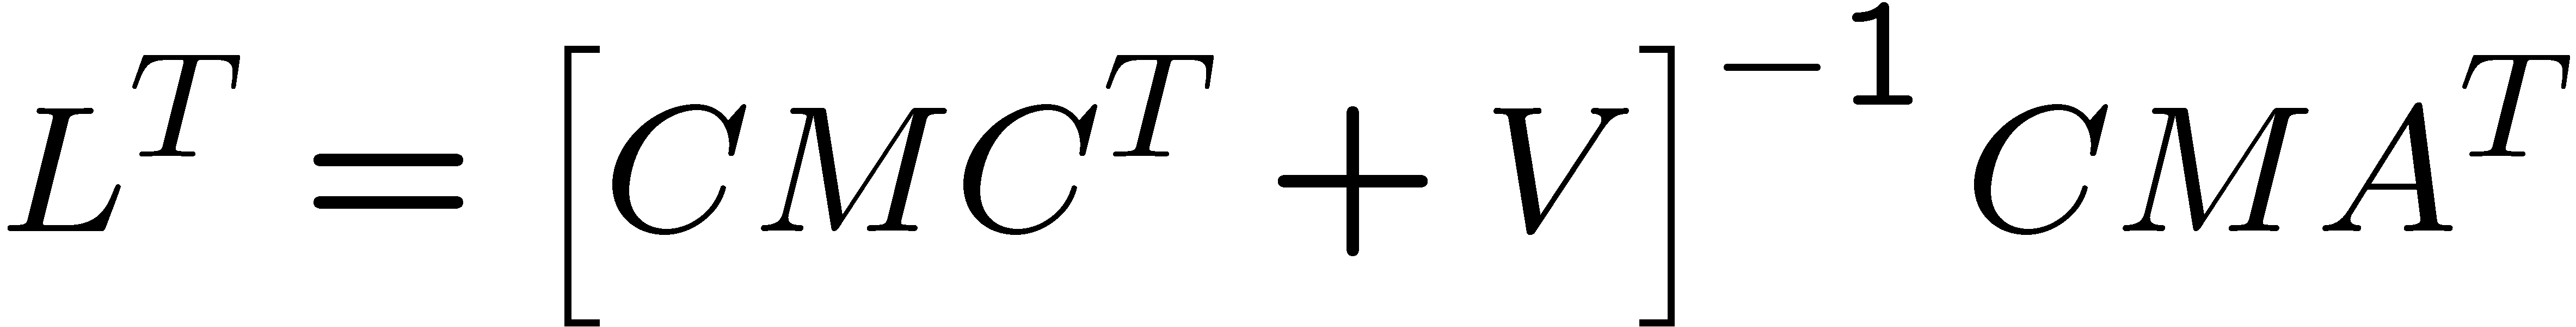 L^T = [CMC^T + V]^{-1} CMA^T